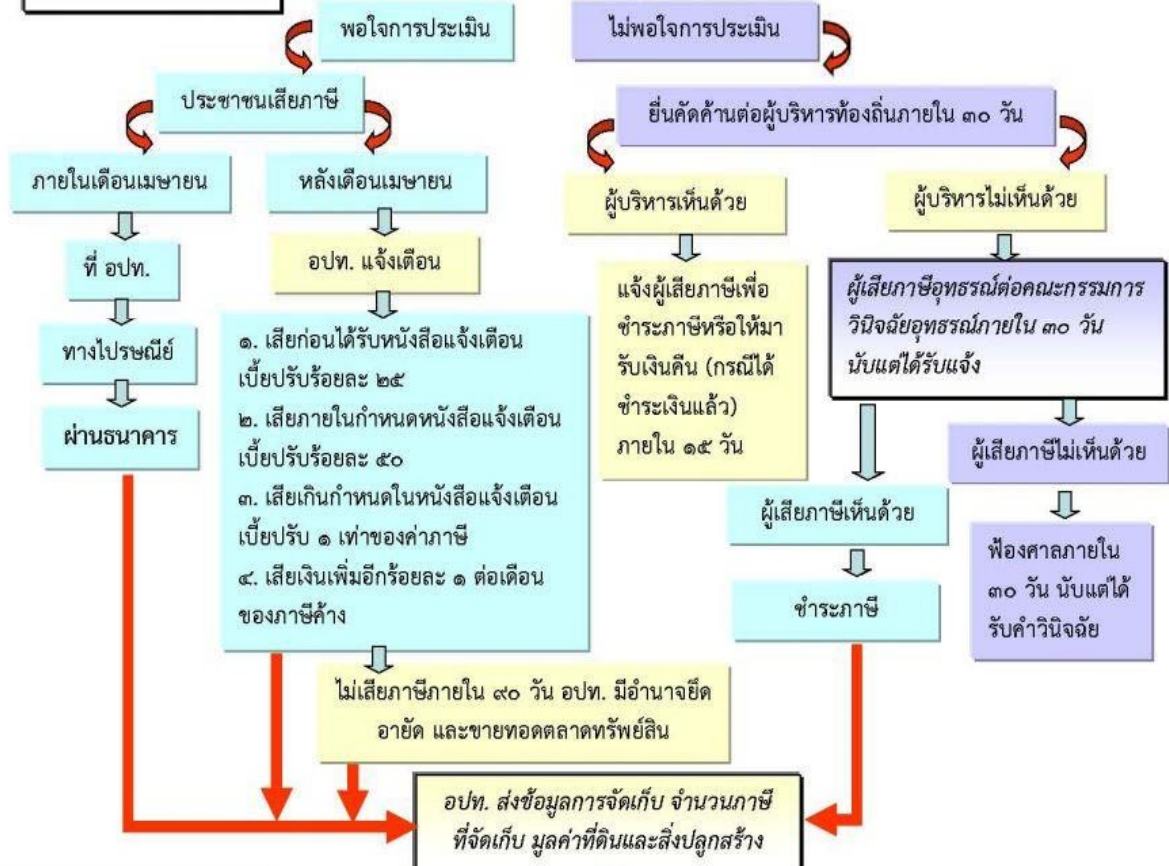 พอใจการประเมิน
ไม่พอใจการประเมิน
ประชาชนเสียภาษี
ยื่นคัดค้านต่อผู้บริหารท้องถิ่นภายใน ๓๐ วัน
ภายในเดือนเมษายน
หลังเดือนเมษายน
ผู้บริหารเห็นด้วย
ผู้บริหารไม่เห็นด้วย
ที่ อปท.
อปท. แจ้งเตือน
ทางไปรษณีย์
ผ่านธนาคาร
๑. เสียก่อนได้รับหนังสือแจ้งเตือน
เบี้ยปรับร้อยละ ๒๕
๒. เสียภายในกำหนดหนังสือแจ้งเตือน
เบี้ยปรับร้อยละ ๕๐
๓. เสียเกินกำหนดในหนังสือแจ้งเตือน
เบี้ยปรับ ๑ เท่าของค่าภาษี
๔. เสียเงินเพิ่มอีกร้อยละ ๑ ต่อเดือน
ของภาษีค้าง
แจ้งผู้เสียภาษีเพื่อ
ชำระภาษีหรือให้มา
รับเงินคืน (กรณีได้
ชำระเงินแล้ว)
ภายใน ๑๕ วัน
ผู้เสียภาษีอุทธรณ์ต่อคณะกรรมการ
วินิจฉัยอุทธรณ์ภายใน ๓๐ วัน
นับแต่ได้รับแจ้ง
ผู้เสียภาษีไม่เห็นด้วย
ผู้เสียภาษีเห็นด้วย
ฟ้องศาลภายใน
๓๐ วัน นับแต่ได้
รับคำวินิจฉัย
ชำระภาษี
ไม่เสียภาษีภายใน ๙๐ วัน อปท. มีอำนาจยึด
อายัด และขายทอดตลาดทรัพย์สิน
อปท. ส่งข้อมูลการจัดเก็บ จำนวนภาษี
ที่จัดเก็บ มูลค่าที่ดินและสิ่งปลูกสร้าง